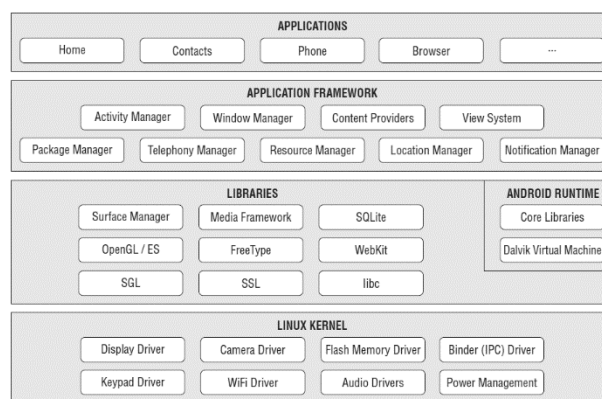 APPLICATIONS
Home Contacts Phone Browser ...
APPLICATION FRAMEWORK
Activity Manager Window Manager Content Providers View System
Package Manager Telephony Manager Resource Manager Location Manager Notification Manager
LIBRARIES
Surface Manager Media Framework SQLite
OpenGL / ES FreeType WebKit
SGL SSL libc
ANDROID RUNTIME
Core Libraries
Dalvik Virtual Machine
LINUX KERNEL
Display Driver Camera Driver Flash Memory Driver Binder (IPC) Driver
Keypad Driver WiFi Driver Audio Drivers Power Management